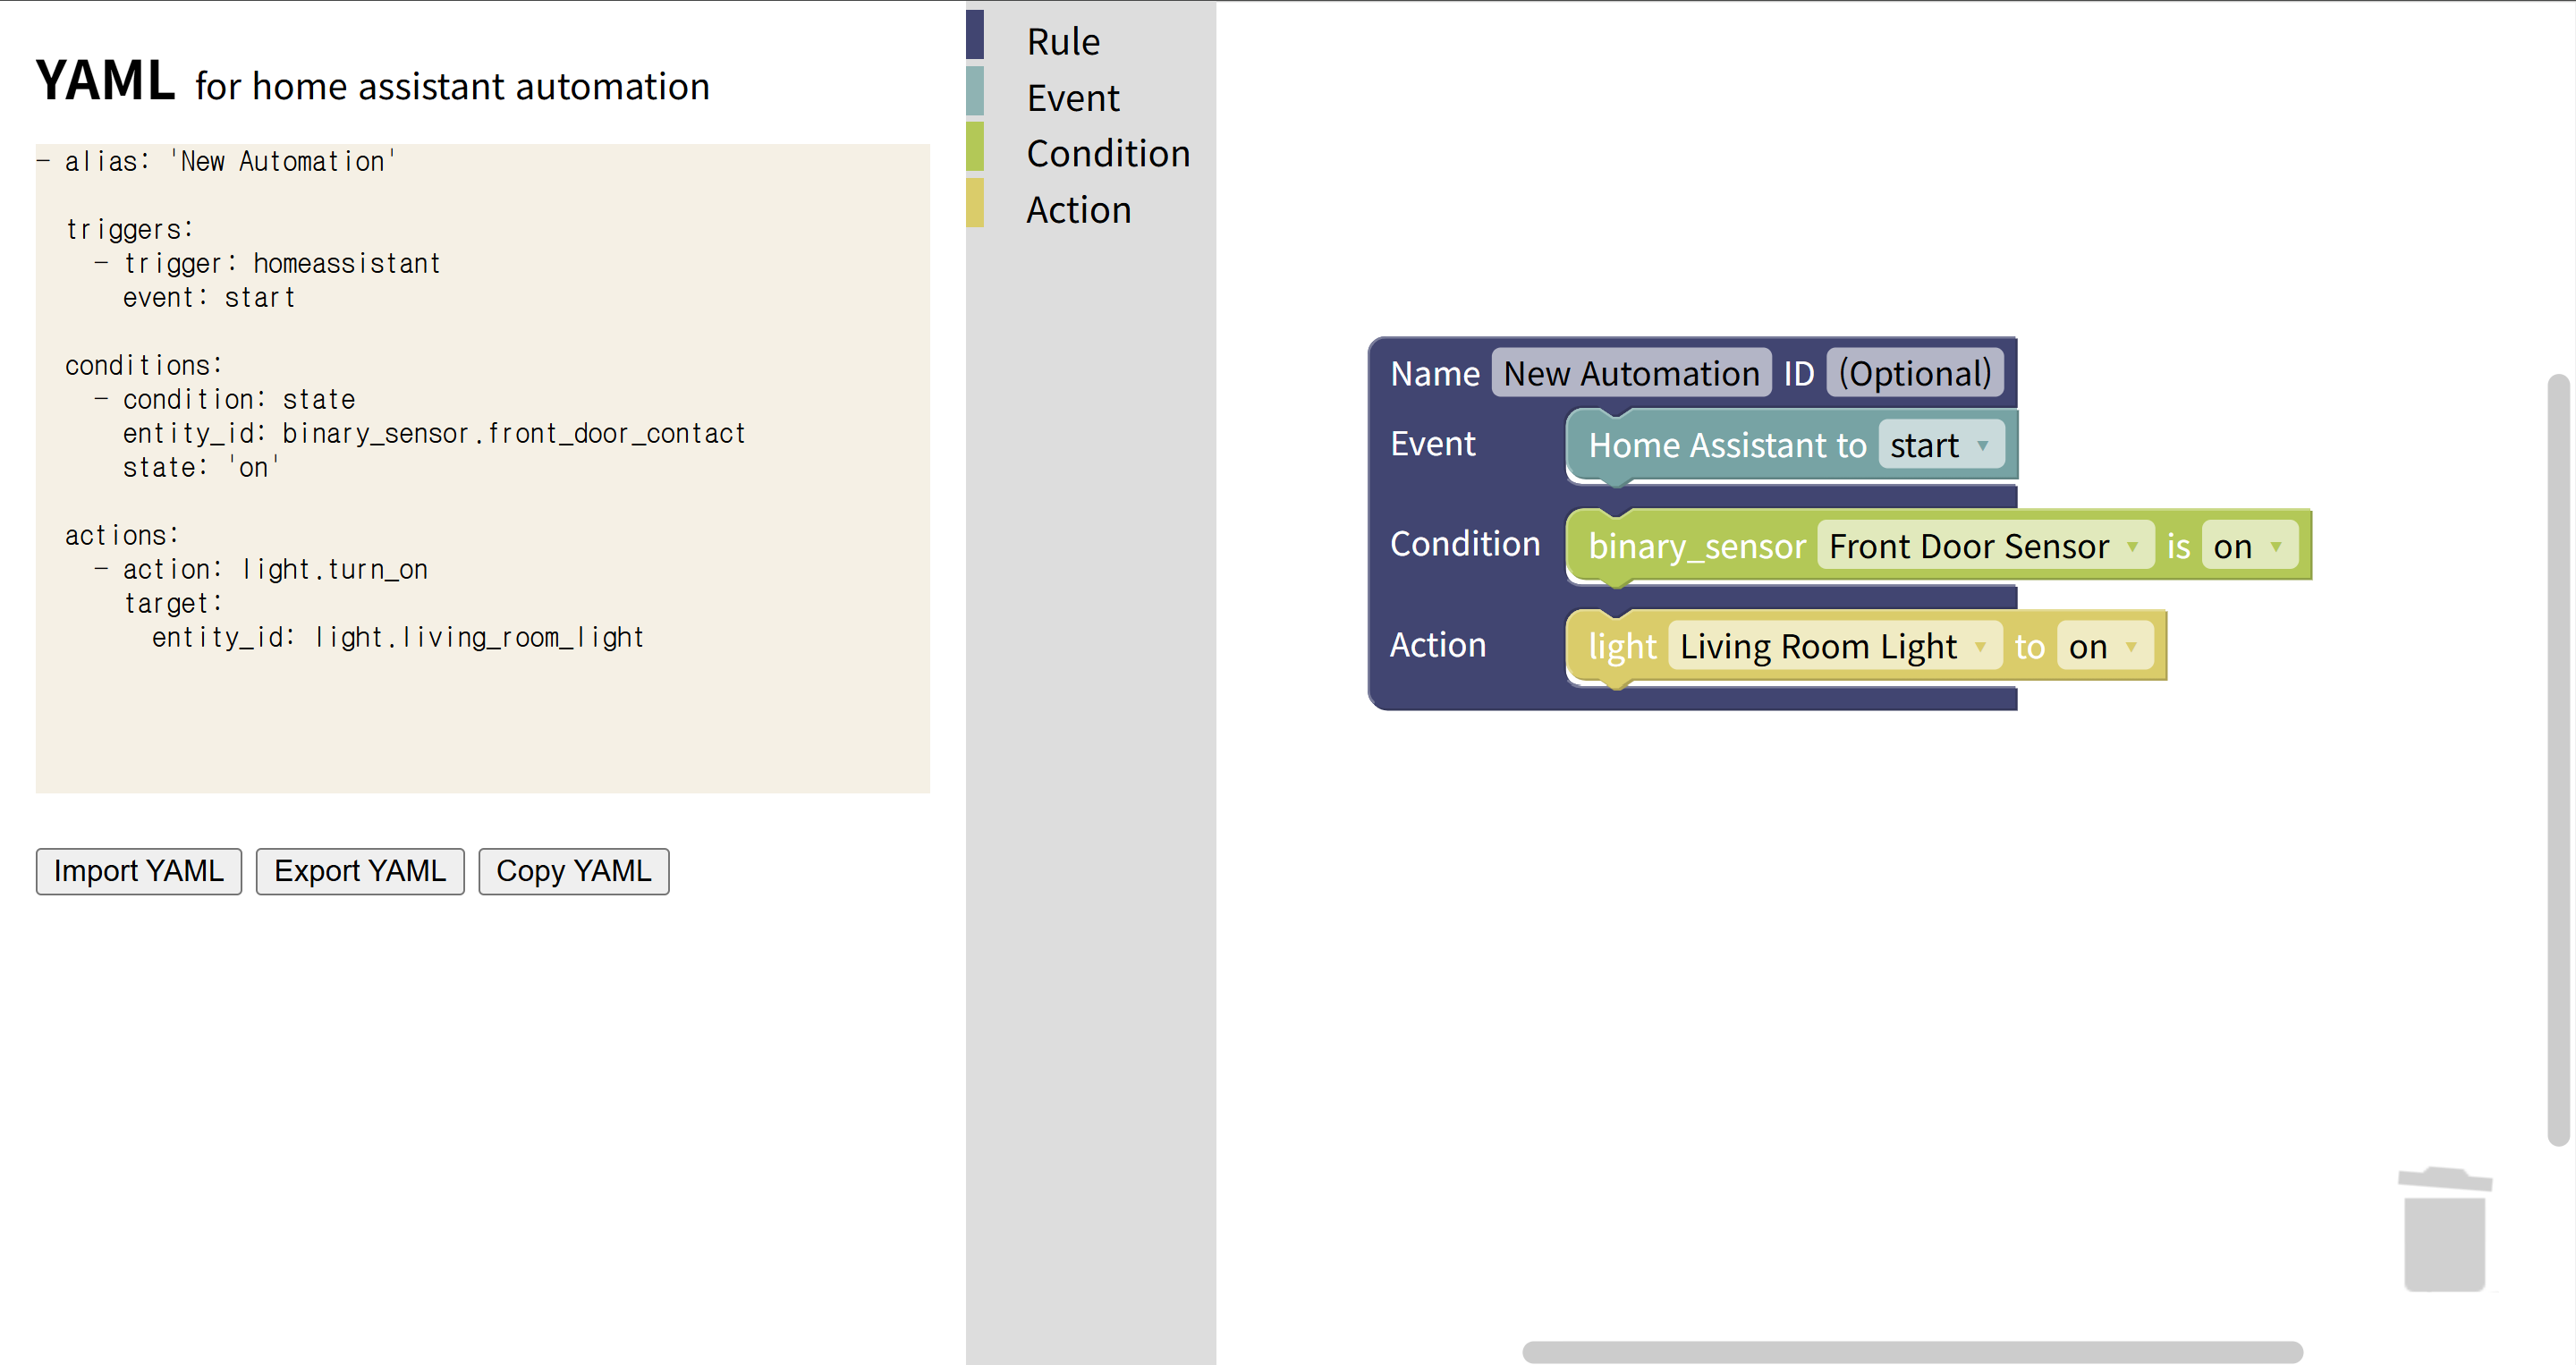 YAML for home assistant automation
- alias: 'New Automation'
triggers:
- trigger: homeassistant
event: start
conditions:
- condition: state
entity_id: binary_sensor.front_door_contact
state: 'on'
actions:
- action: light.turn_on
target:
entity_id: light.living_room_light
Import YAML Export YAML Copy YAML
Rule
Event
Condition
Action
Name New Automation ID (Optional)
Event Home Assistant to start
Condition binary_sensor Front Door Sensor is on
Action light Living Room Light to on